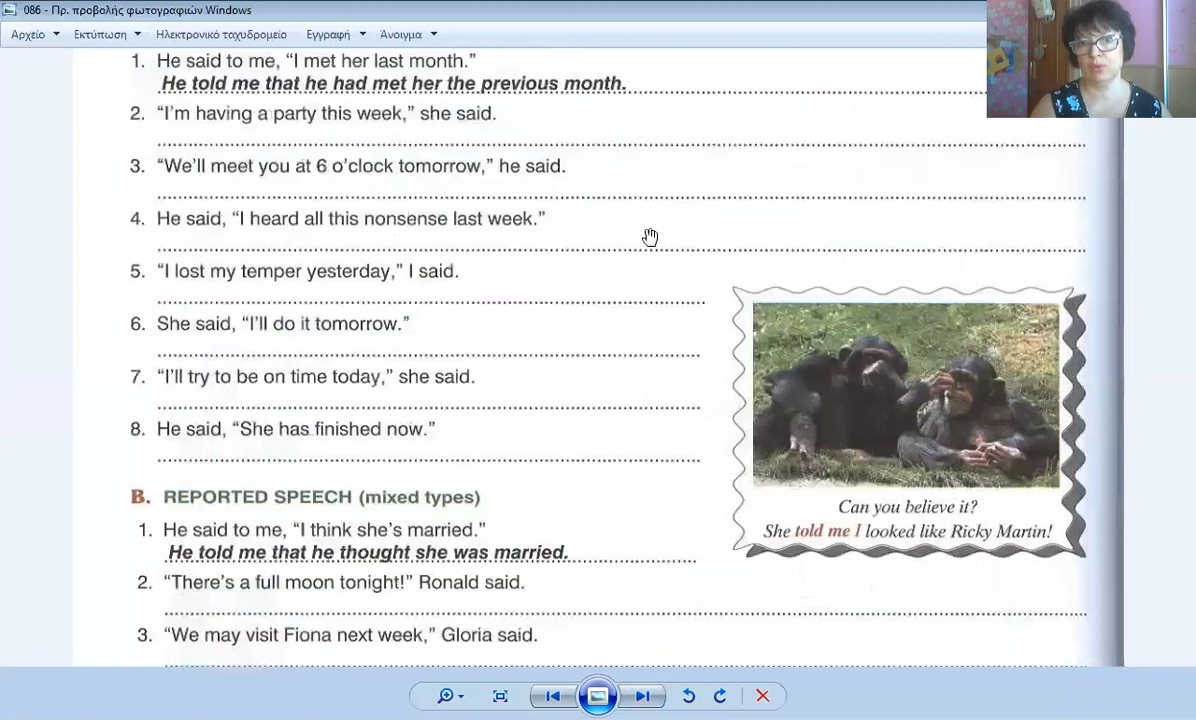 086 - Πρ. προβολής φωτογραφιών Windows
Αρχείο Εκτύπωση Ηλεκτρονικό ταχυδρομείο Εγγραφή Άνοιγμα
1. He said to me, “I met her last month.”
He told me that he had met her the previous month.
2. “I'm having a party this week,” she said.
3. “We'll meet you at 6 o'clock tomorrow,” he said.
4. He said, “I heard all this nonsense last week.”
5. “I lost my temper yesterday,” I said.
6. She said, “I'll do it tomorrow.”
7. “I'll try to be on time today,” she said.
8. He said, “She has finished now.”
Can you believe it?
She told me I looked like Ricky Martin!
B. REPORTED SPEECH (mixed types)
1. He said to me, “I think she's married.”
He told me that he thought she was married.
2. “There's a full moon tonight!” Ronald said.
3. “We may visit Fiona next week,” Gloria said.